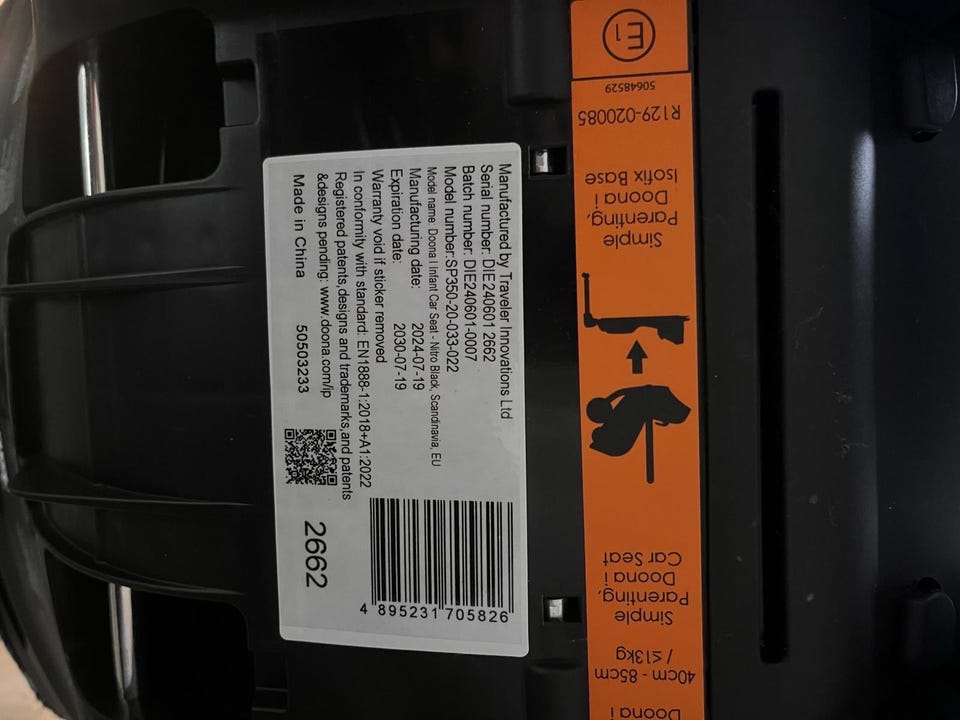 Manufactured by Traveler Innovations Ltd
Serial number: DIE240601 2662
Batch number: DIE240601-0007
Model number:SP350-20-033-022
Model name: Doona I Infant Car Seat - Nitro Black, Scandinavia, EU
Manufacturing date: 2024-07-19
Expiration date: 2030-07-19
Warranty void if sticker removed
In conformity with standard: EN1888-1:2018+A1:2022
Registered patents,designs and trademarks,and patents
&designs pending: www.doona.com/ip
Made in China 50503233
2662
4 895231 705826
Doona i
40cm - 85cm
/ ≤13kg
Simple
Parenting,
Doona i
Car Seat
Simple
Parenting,
Doona i
Isofix Base
R129-020085
50648529
E1